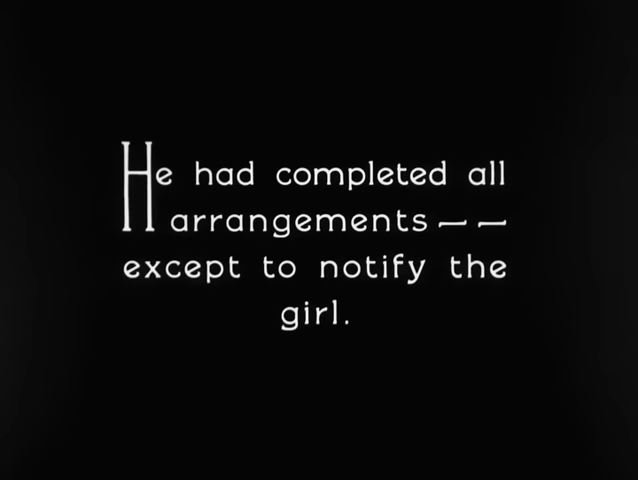 He had completed all
arrangements — —
except to notify the
girl.